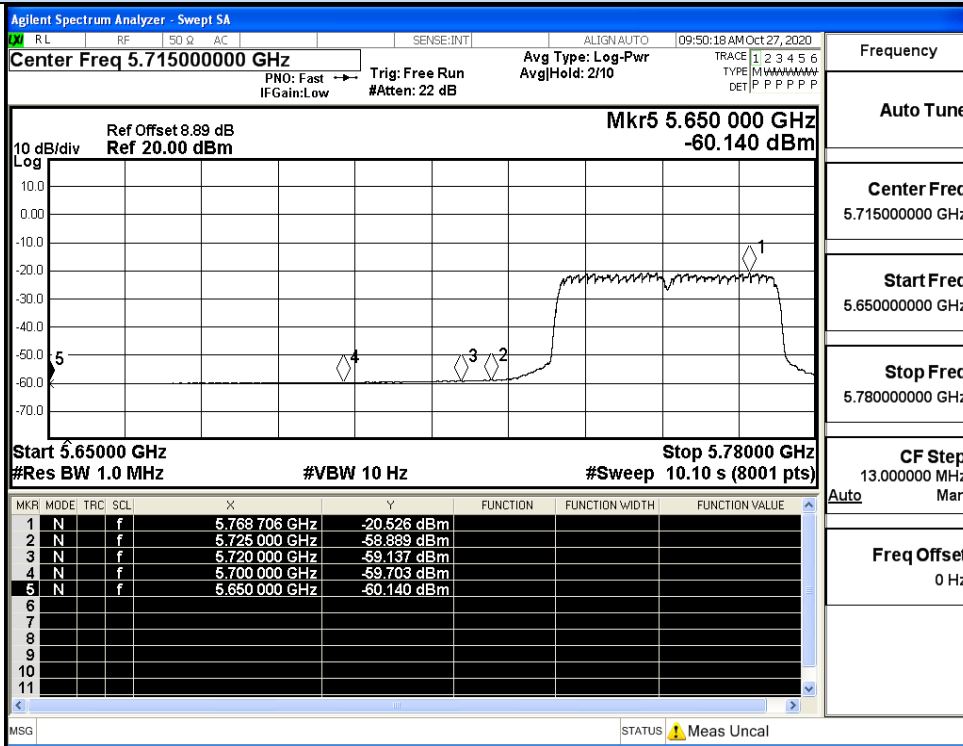 Agilent Spectrum Analyzer - Swept SA
LXI RL RF 50 Ω AC SENSE:INT ALIGN AUTO 09:50:18 AM Oct 27, 2020
Center Freq 5.715000000 GHz
PNO: Fast
IFGain:Low
Trig: Free Run
#Atten: 22 dB
Avg Type: Log-Pwr
Avg|Hold: 2/10
TRACE 1 2 3 4 5 6
TYPE M W W W W W
DET P P P P P P
Mkr5 5.650 000 GHz
-60.140 dBm
Ref Offset 8.89 dB
10 dB/div Ref 20.00 dBm
Log
10.0
0.00
-10.0
1
-20.0
-30.0
-40.0
-50.0
5 4 3 2
-60.0
-70.0
Start 5.65000 GHz Stop 5.78000 GHz
#Res BW 1.0 MHz #VBW 10 Hz #Sweep 10.10 s (8001 pts)
MKR MODE TRC SCL X Y FUNCTION FUNCTION WIDTH FUNCTION VALUE
1 N f 5.768 706 GHz -20.526 dBm
2 N f 5.725 000 GHz -58.889 dBm
3 N f 5.720 000 GHz -59.137 dBm
4 N f 5.700 000 GHz -59.703 dBm
5 N f 5.650 000 GHz -60.140 dBm
6
7
8
9
10
11
MSG STATUS Meas Uncal
Frequency
Auto Tune
Center Freq
5.715000000 GHz
Start Freq
5.650000000 GHz
Stop Freq
5.780000000 GHz
CF Step
13.000000 MHz
Auto Man
Freq Offset
0 Hz